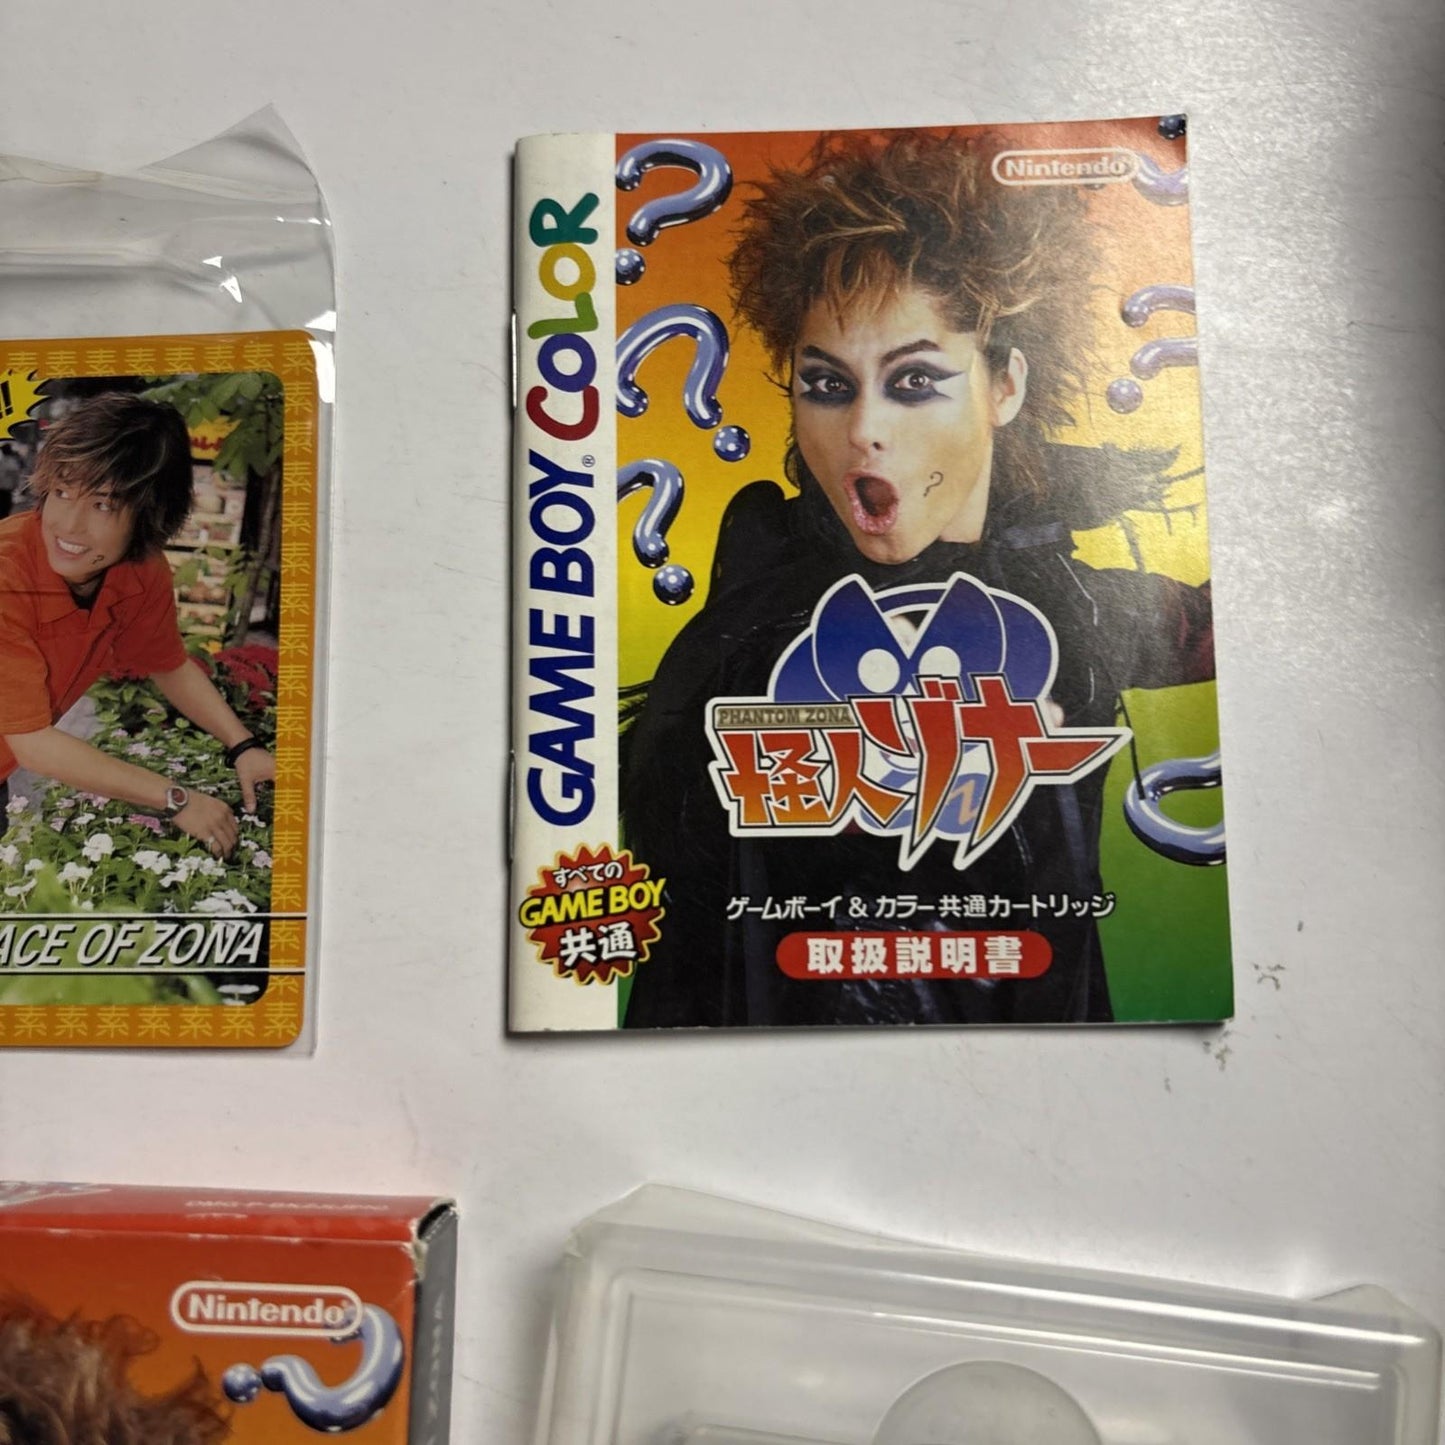 !!
ACE OF ZONA
Nintendo
GAME BOY COLOR
PHANTOM ZONA
怪人ゾナー
すべての
GAME BOY
共通
ゲームボーイ & カラー共通カートリッジ
取扱説明書
Nintendo